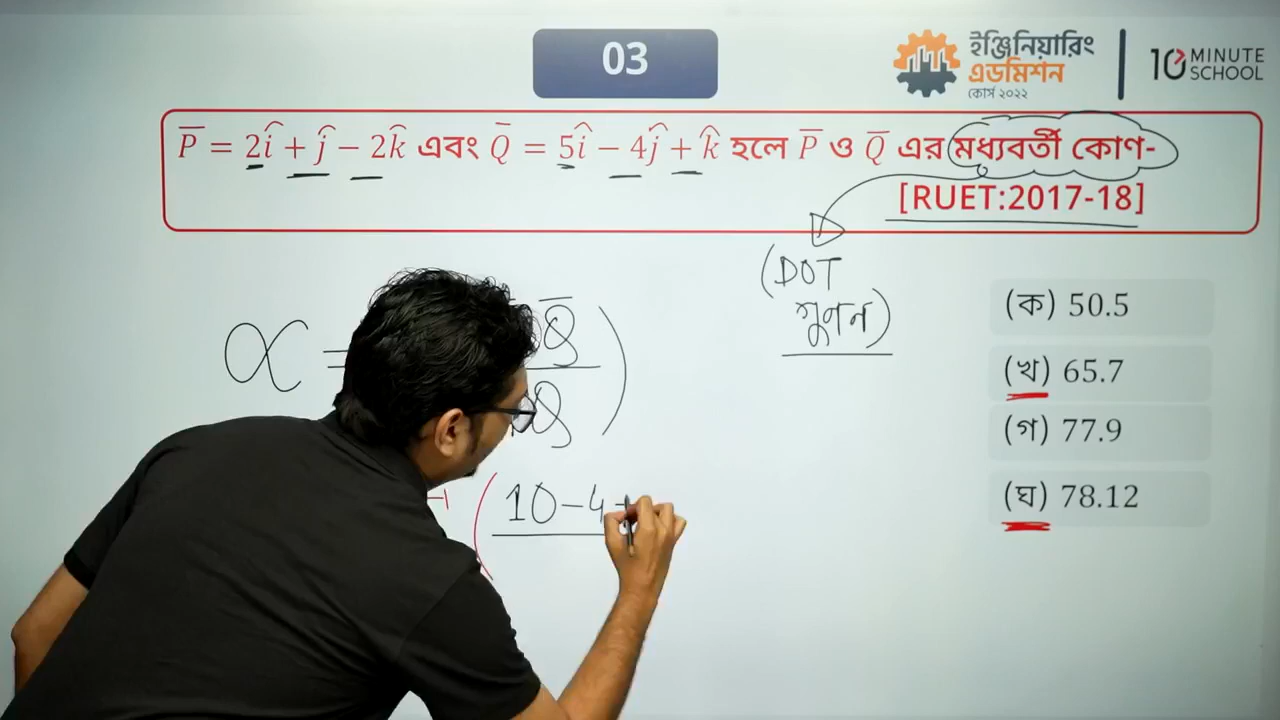 03
ইঞ্জিনিয়ারিং
এডমিশন
কোর্স ২০২২
10 MINUTE
SCHOOL
P̅ = 2î + ĵ − 2k̂ এবং Q̅ = 5î − 4ĵ + k̂ হলে P̅ ও Q̅ এর মধ্যবর্তী কোণ-
[RUET:2017-18]
(DOT
গুণন)
α =
Q̅
Q
)
-1 (10-4
(ক) 50.5
(খ) 65.7
(গ) 77.9
(ঘ) 78.12